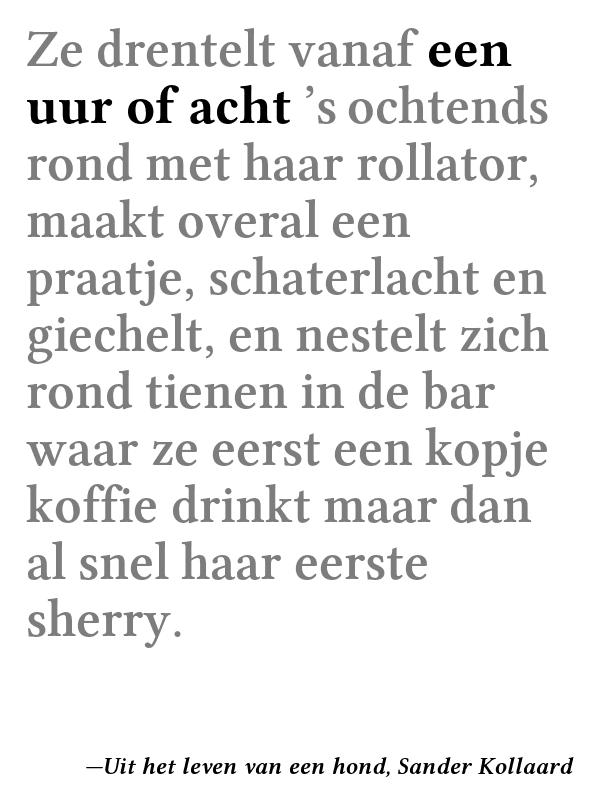 Ze drentelt vanaf een
uur of acht ’s ochtends
rond met haar rollator,
maakt overal een
praatje, schaterlacht en
giechelt, en nestelt zich
rond tienen in de bar
waar ze eerst een kopje
koffie drinkt maar dan
al snel haar eerste
sherry.
—Uit het leven van een hond, Sander Kollaard